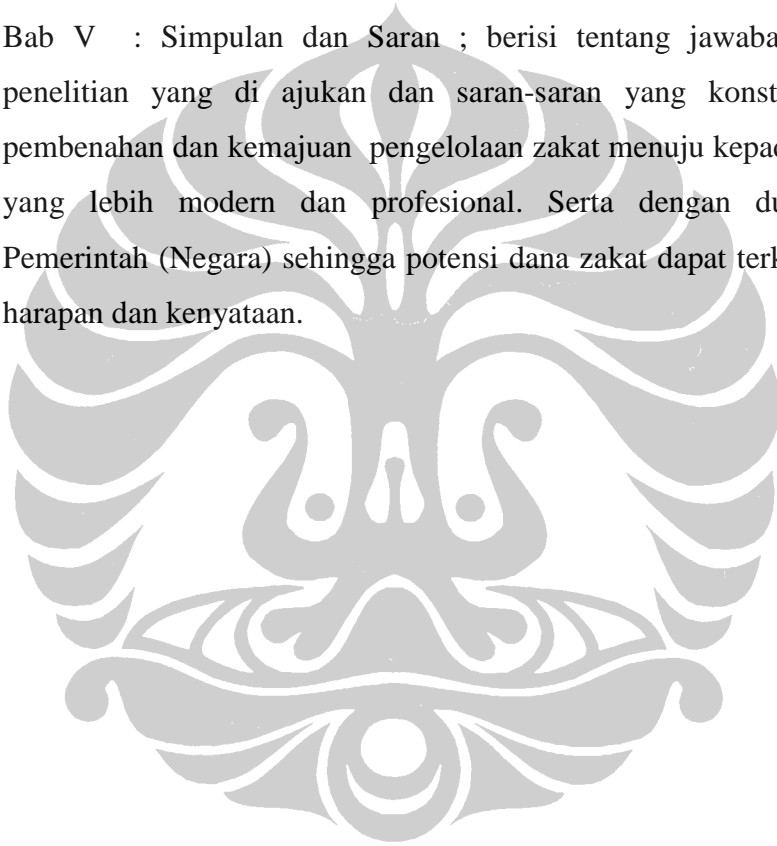 Bab V : Simpulan dan Saran ; berisi tentang jawaba
penelitian yang di ajukan dan saran-saran yang konst
pembenahan dan kemajuan pengelolaan zakat menuju kepa
yang lebih modern dan profesional. Serta dengan du
Pemerintah (Negara) sehingga potensi dana zakat dapat terk
harapan dan kenyataan.